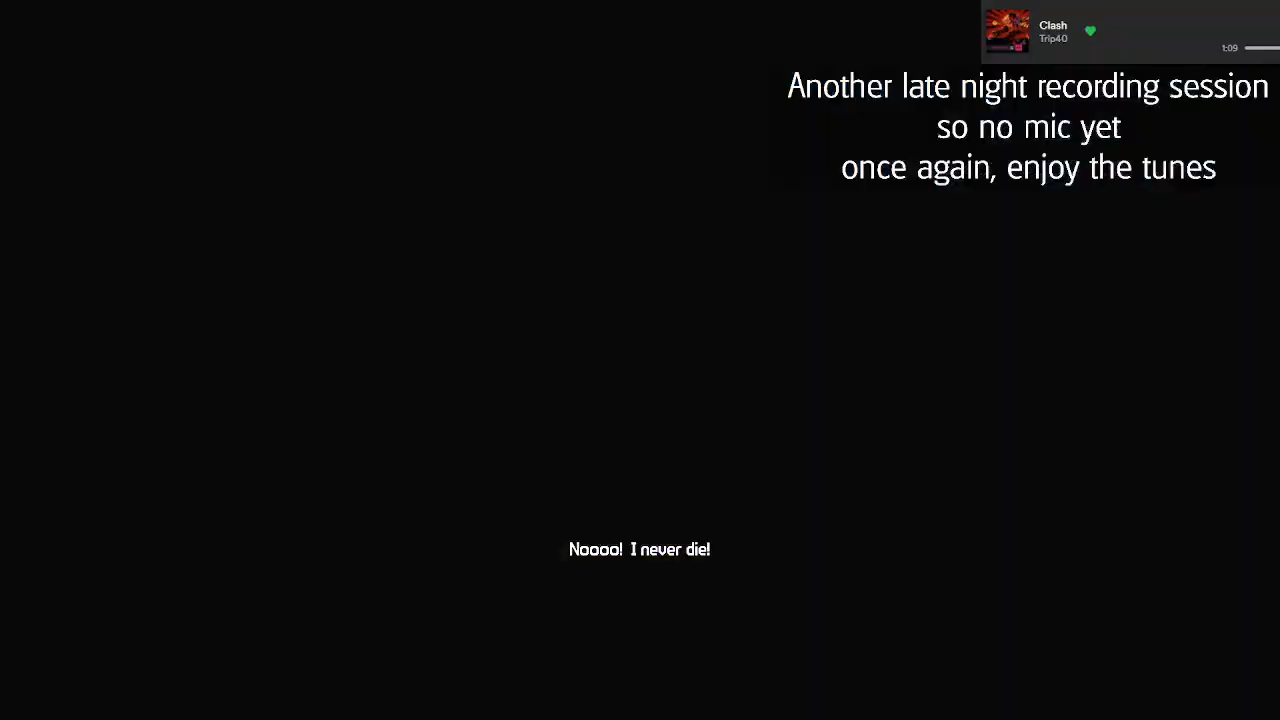 Clash
Trip40
1:09
Another late night recording session
so no mic yet
once again, enjoy the tunes
Noooo! I never die!